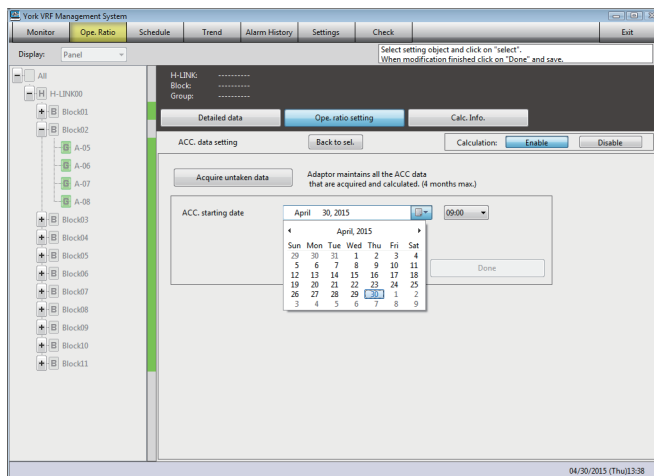 York VRF Management System
Monitor Ope. Ratio Schedule Trend Alarm History Settings Check Exit
Display: Panel
Select setting object and click on "select".
When modification finished click on "Done" and save.
All
H H-LINK00
B Block01
B Block02
G A-05
G A-06
G A-07
G A-08
B Block03
B Block04
B Block05
B Block06
B Block07
B Block08
B Block09
B Block10
B Block11
H-LINK: ----------
Block: ----------
Group: ----------
Detailed data Ope. ratio setting Calc. Info.
ACC. data setting Back to sel. Calculation: Enable Disable
Acquire untaken data
Adaptor maintains all the ACC data
that are acquired and calculated. (4 months max.)
ACC. starting date April 30, 2015 09:00
April, 2015
Sun Mon Tue Wed Thu Fri Sat
29 30 31 1 2 3 4
5 6 7 8 9 10 11
12 13 14 15 16 17 18
19 20 21 22 23 24 25
26 27 28 29 30 1 2
3 4 5 6 7 8 9
Done
04/30/2015 (Thu)13:38